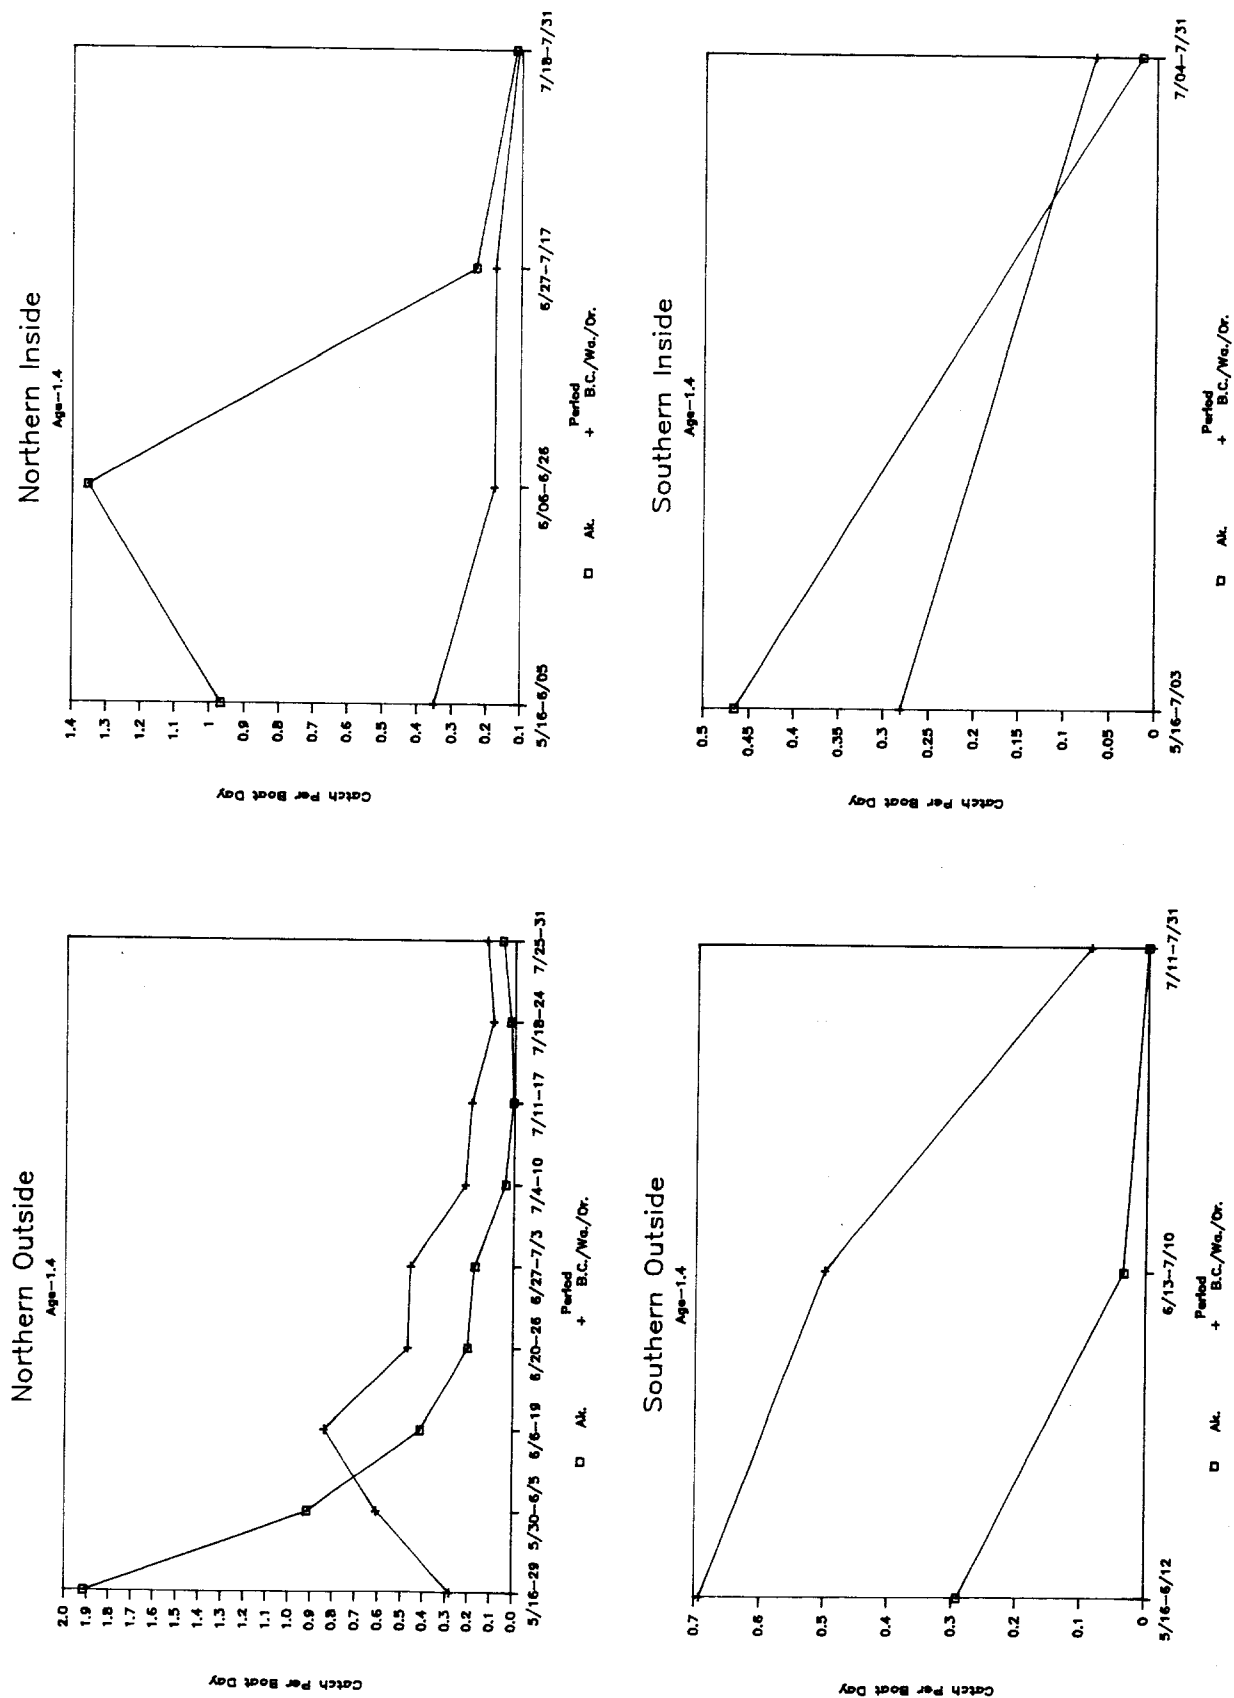 Northern Outside
Age-1.4
Catch Per Boat Day
2.0
1.9
1.7
1.6
1.5
1.4
1.3
1.2
1.1
1.0
0.9
0.8
0.7
0.5
0.4
0.3
0.2
0.1
0.0
5/16-29 5/30-6/5 6/6-19 6/20-26 6/27-7/3 7/4-10 7/11-17 7/18-24 7/25-31
Period
□ Ak. + B.C./Wa./Or.
Northern Inside
Age-1.4
Catch Per Boat Day
1.4
1.3
1.2
1.1
1
0.9
0.8
0.7
0.6
0.5
0.4
0.3
0.2
0.1
5/16-6/05 6/06-6/26 6/27-7/17 7/18-7/31
Period
□ Ak. + B.C./Wa./Or.
Southern Outside
Age-1.4
Catch Per Boat Day
0.7
0.6
0.5
0.4
0.3
0.2
0.1
0
5/16-6/12 6/13-7/10 7/11-7/31
Period
□ Ak. + B.C./Wa./Or.
Southern Inside
Age-1.4
Catch Per Boat Day
0.5
0.45
0.4
0.35
0.3
0.25
0.2
0.15
0.1
0.05
0
5/16-7/03 7/04-7/31
Period
□ Ak. + B.C./Wa./Or.